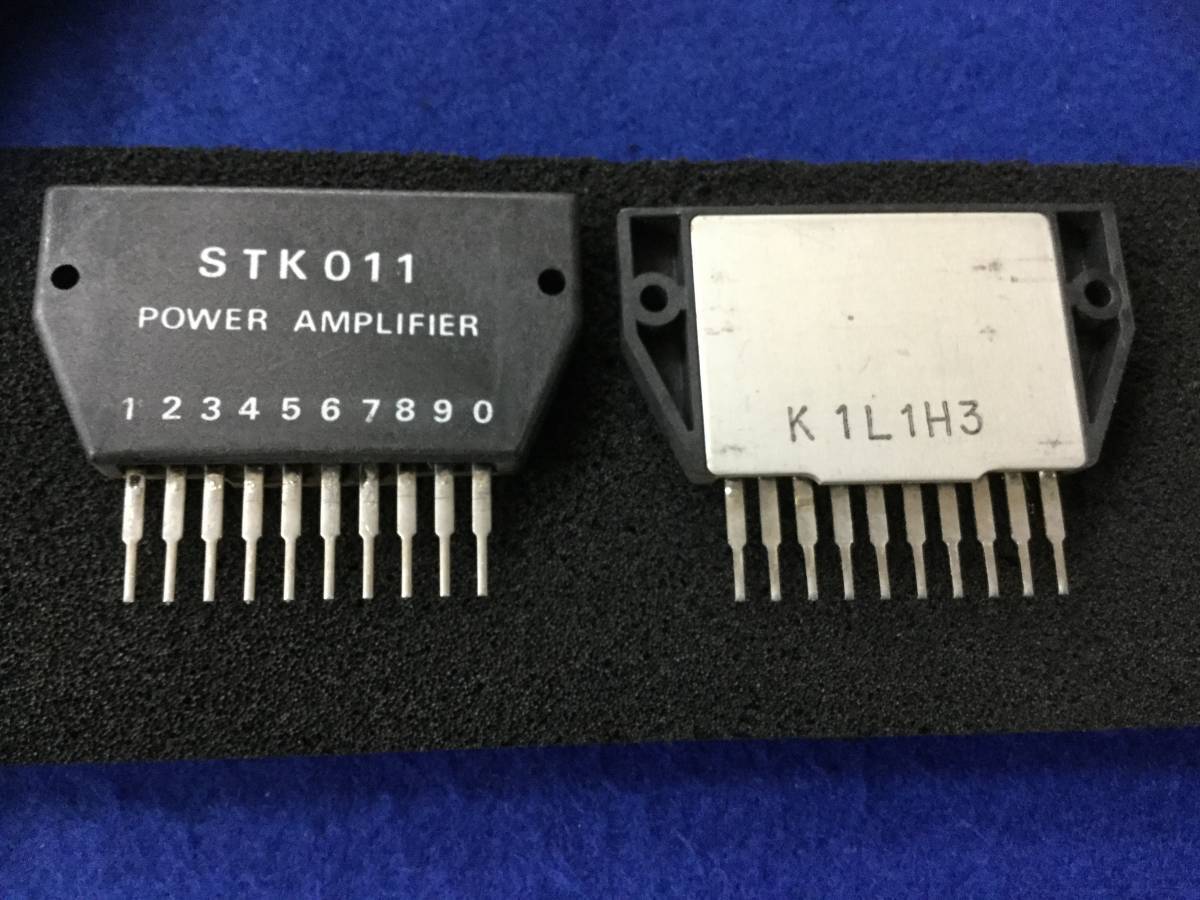 STK011
POWER AMPLIFIER
1 2 3 4 5 6 7 8 9 0
K1L1H3